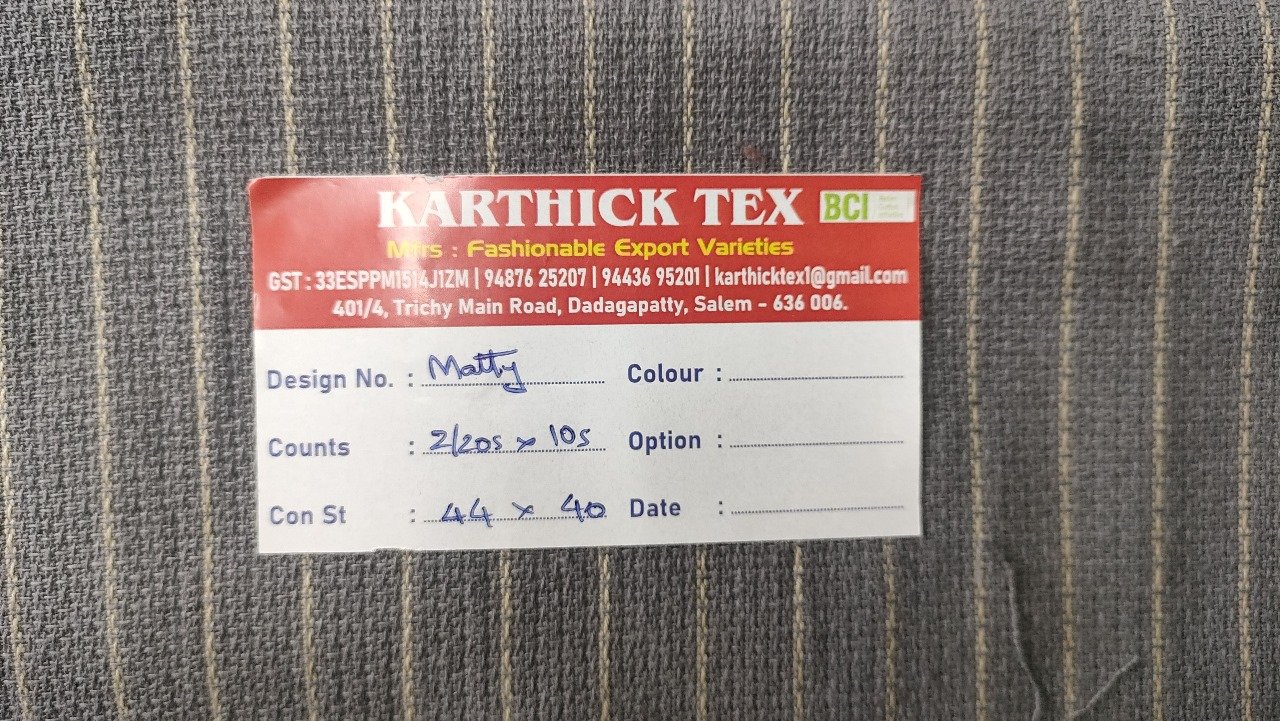 KARTHICK TEX BCI
Mfrs : Fashionable Export Varieties
GST : 33ESPPM1514J1ZM | 94876 25207 | 94436 95201 | karthicktex1@gmail.com
401/4, Trichy Main Road, Dadagapatty, Salem - 636 006.
Design No. : Matty Colour :
Counts : 2/20s x 10s Option :
Con St : 44 x 40 Date :